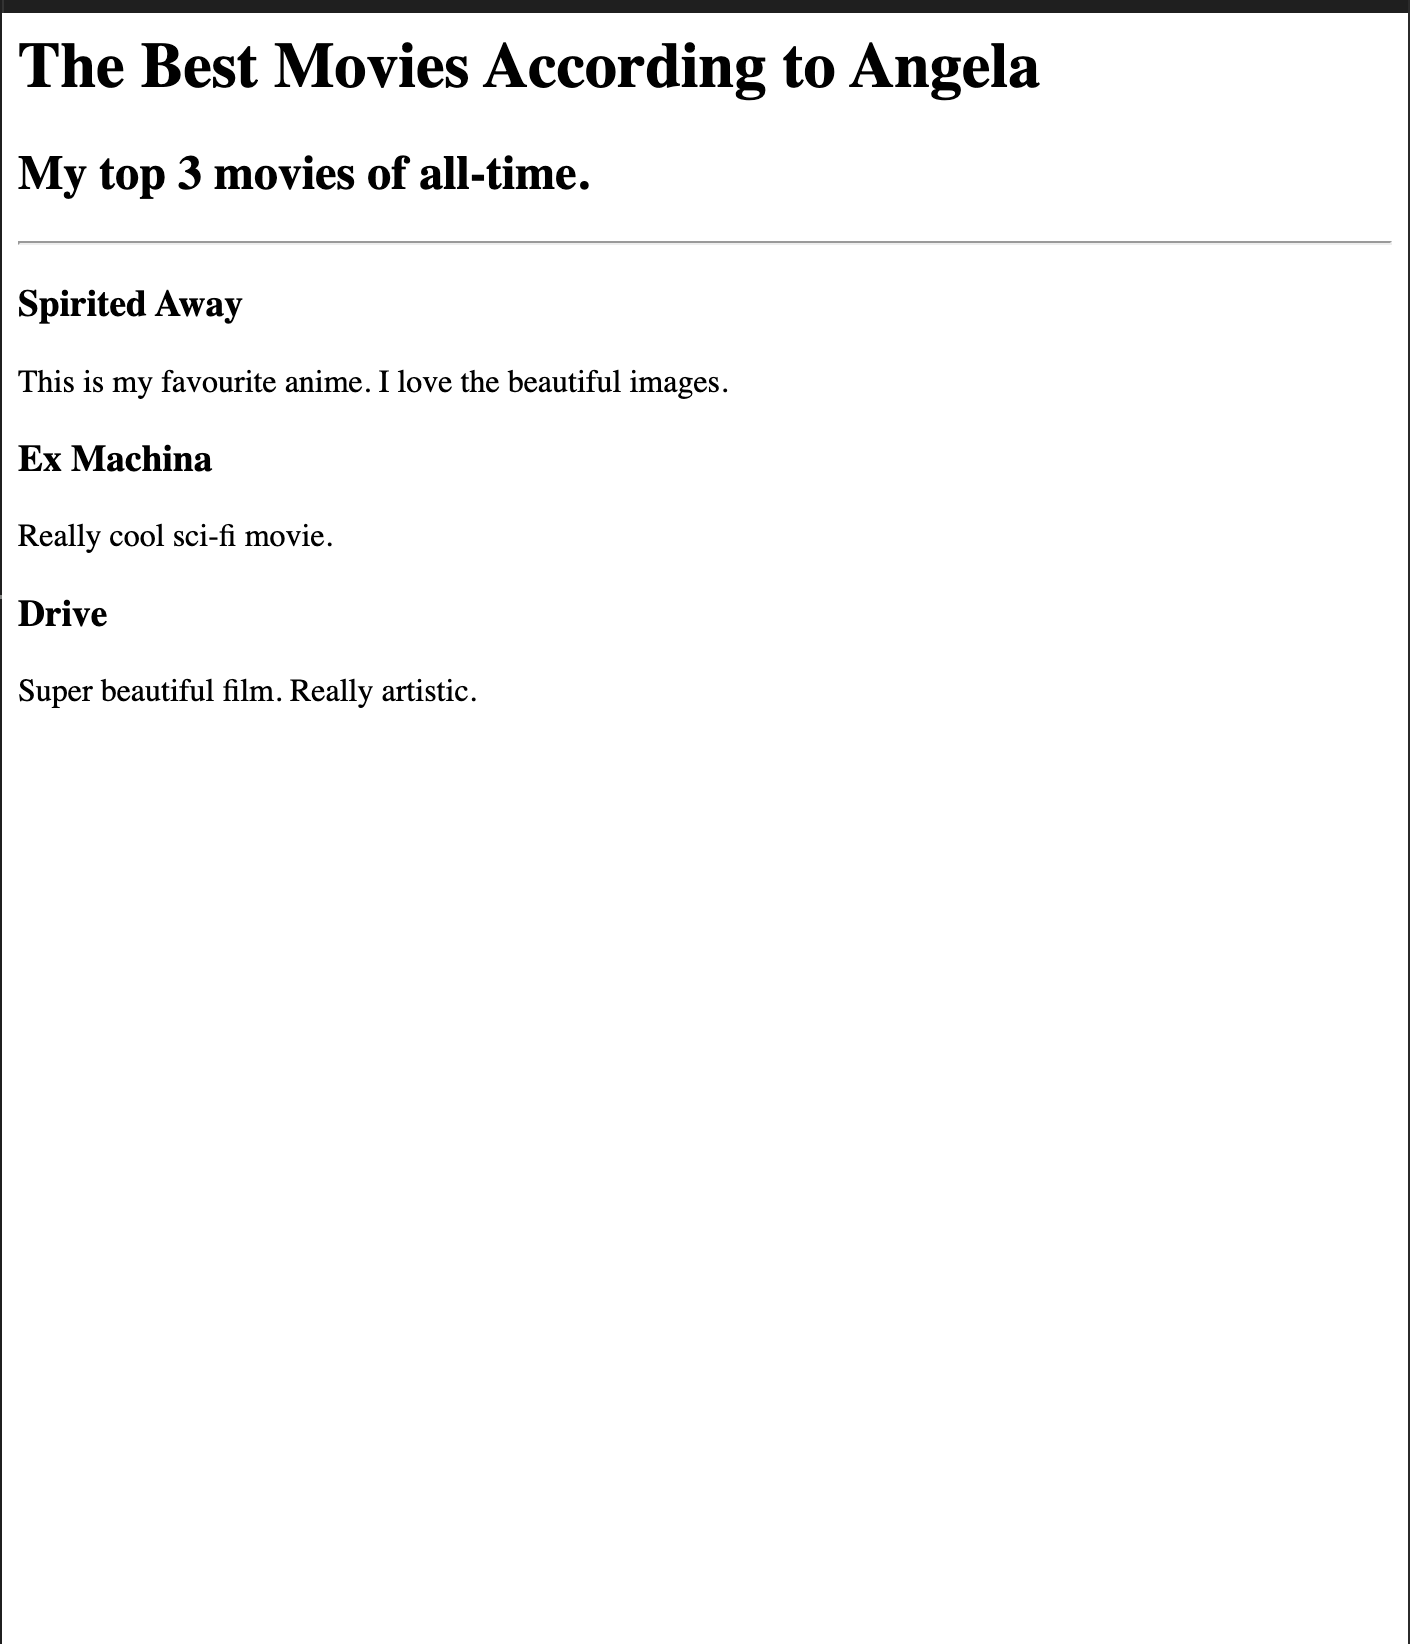 The Best Movies According to Angela
My top 3 movies of all-time.
Spirited Away
This is my favourite anime. I love the beautiful images.
Ex Machina
Really cool sci-fi movie.
Drive
Super beautiful film. Really artistic.